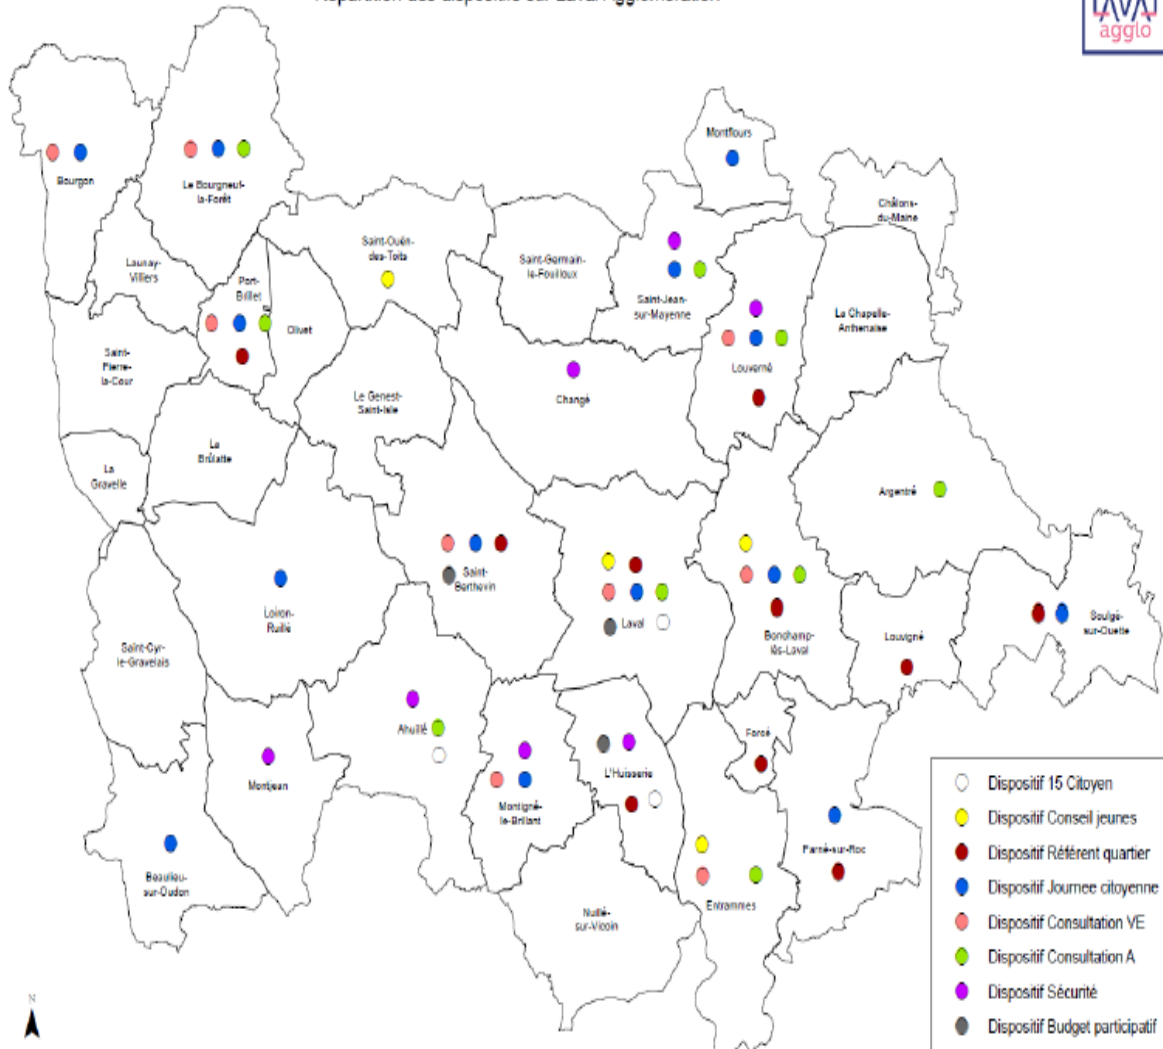 Répartition des dispositifs sur Laval Agglomération
LAVAL
agglo
Montflours
Bourgon
Le Bourgneuf-
la-Forêt
Châlons-
du-Maine
Saint-Ouën-
des-Toits
Saint-Germain-
le-Fouilloux
Launay-
Villiers
Port-
Brillet
Olivet
Saint-Jean-
sur-Mayenne
La Chapelle-
Anthenaise
Saint-
Pierre-
la-Cour
Louverné
Le Genest-
Saint-Isle
Changé
La
Brûlatte
La
Gravelle
Argentré
Saint-
Berthevin
Loiron-
Ruillé
Laval
Bonchamp-
lès-Laval
Louvigné
Soulgé-
sur-Ouette
Saint-Cyr-
le-Gravelais
Ahuillé
Forcé
L'Huisserie
Montjean
Montigné-
le-Brillant
Parné-sur-Roc
Beaulieu-
sur-Oudon
Entrammes
Nuillé-
sur-Vicoin
N
Dispositif 15 Citoyen
Dispositif Conseil jeunes
Dispositif Référent quartier
Dispositif Journee citoyenne
Dispositif Consultation VE
Dispositif Consultation A
Dispositif Sécurité
Dispositif Budget participatif